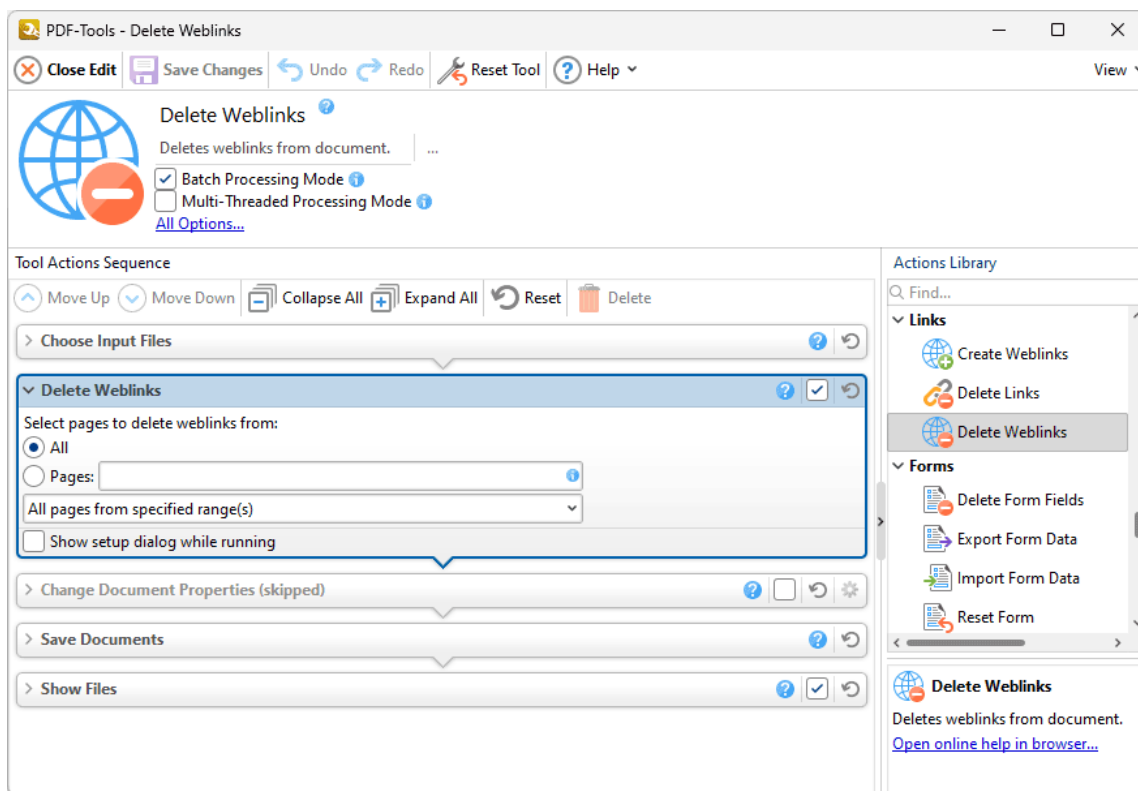 PDF-Tools - Delete Weblinks
Close Edit Save Changes Undo Redo Reset Tool ? Help View
Delete Weblinks ?
Deletes weblinks from document. ...
Batch Processing Mode i
Multi-Threaded Processing Mode i
All Options...
Tool Actions Sequence
Move Up Move Down Collapse All Expand All Reset Delete
Choose Input Files ?
Delete Weblinks ?
Select pages to delete weblinks from:
All
Pages: i
All pages from specified range(s)
Show setup dialog while running
Change Document Properties (skipped) ?
Save Documents ?
Show Files ?
Actions Library
Find...
Links
Create Weblinks
Delete Links
Delete Weblinks
Forms
Delete Form Fields
Export Form Data
Import Form Data
Reset Form
Delete Weblinks
Deletes weblinks from document.
Open online help in browser...